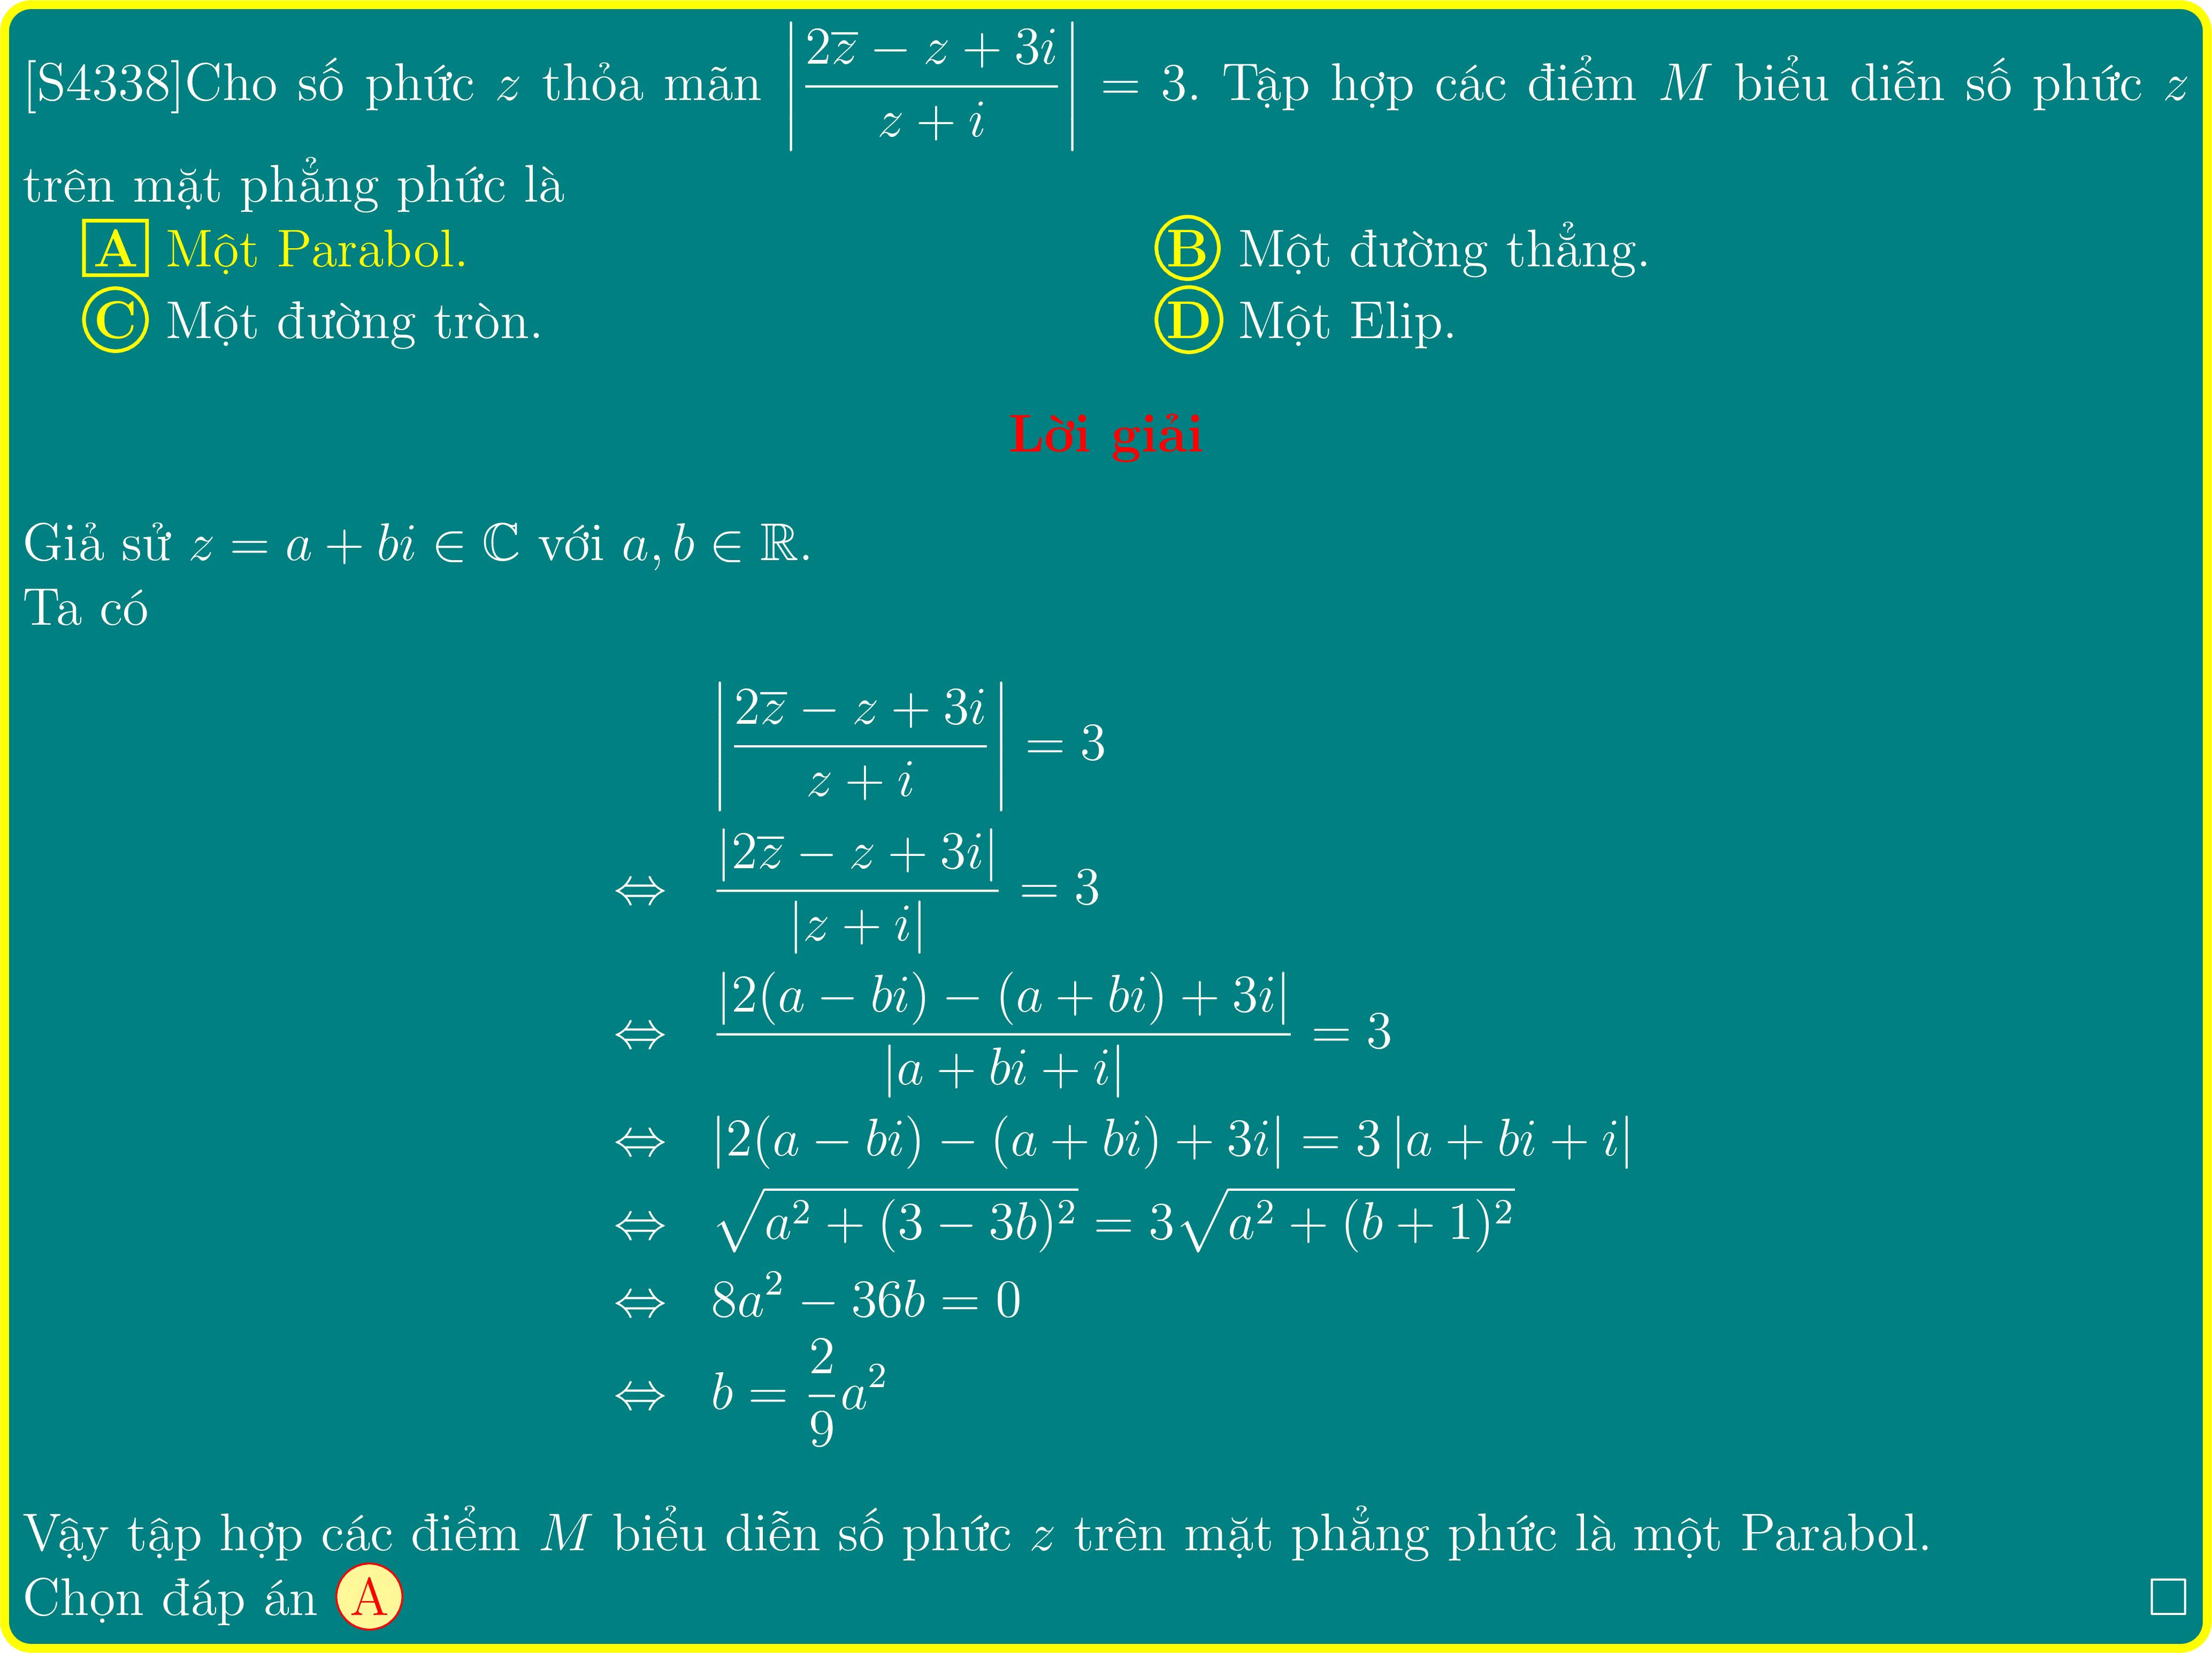 [S4338]Cho số phức $z$ thỏa mãn $\left|\dfrac{2\overline{z}-z+3i}{z+i}\right| = 3$. Tập hợp các điểm $M$ biểu diễn số phức $z$
trên mặt phẳng phức là
A Một Parabol. B Một đường thẳng.
C Một đường tròn. D Một Elip.
Lời giải
Giả sử $z = a + bi \in \mathbb{C}$ với $a, b \in \mathbb{R}$.
Ta có
$\left|\dfrac{2\overline{z}-z+3i}{z+i}\right| = 3$
$\Leftrightarrow \dfrac{|2\overline{z}-z+3i|}{|z+i|} = 3$
$\Leftrightarrow \dfrac{|2(a-bi)-(a+bi)+3i|}{|a+bi+i|} = 3$
$\Leftrightarrow |2(a-bi)-(a+bi)+3i| = 3|a+bi+i|$
$\Leftrightarrow \sqrt{a^2+(3-3b)^2} = 3\sqrt{a^2+(b+1)^2}$
$\Leftrightarrow 8a^2-36b = 0$
$\Leftrightarrow b = \dfrac{2}{9}a^2$
Vậy tập hợp các điểm $M$ biểu diễn số phức $z$ trên mặt phẳng phức là một Parabol.
Chọn đáp án A □